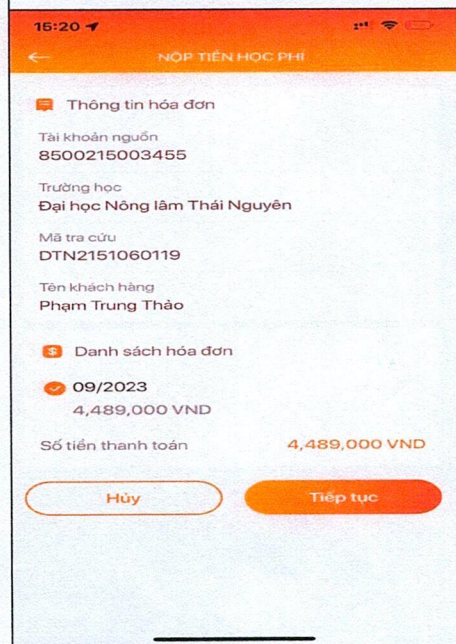 15:20
NỘP TIỀN HỌC PHÍ
Thông tin hóa đơn
Tài khoản nguồn
8500215003455
Trường học
Đại học Nông lâm Thái Nguyên
Mã tra cứu
DTN2151060119
Tên khách hàng
Phạm Trung Thảo
Danh sách hóa đơn
09/2023
4,489,000 VND
Số tiền thanh toán 4,489,000 VND
Hủy Tiếp tục